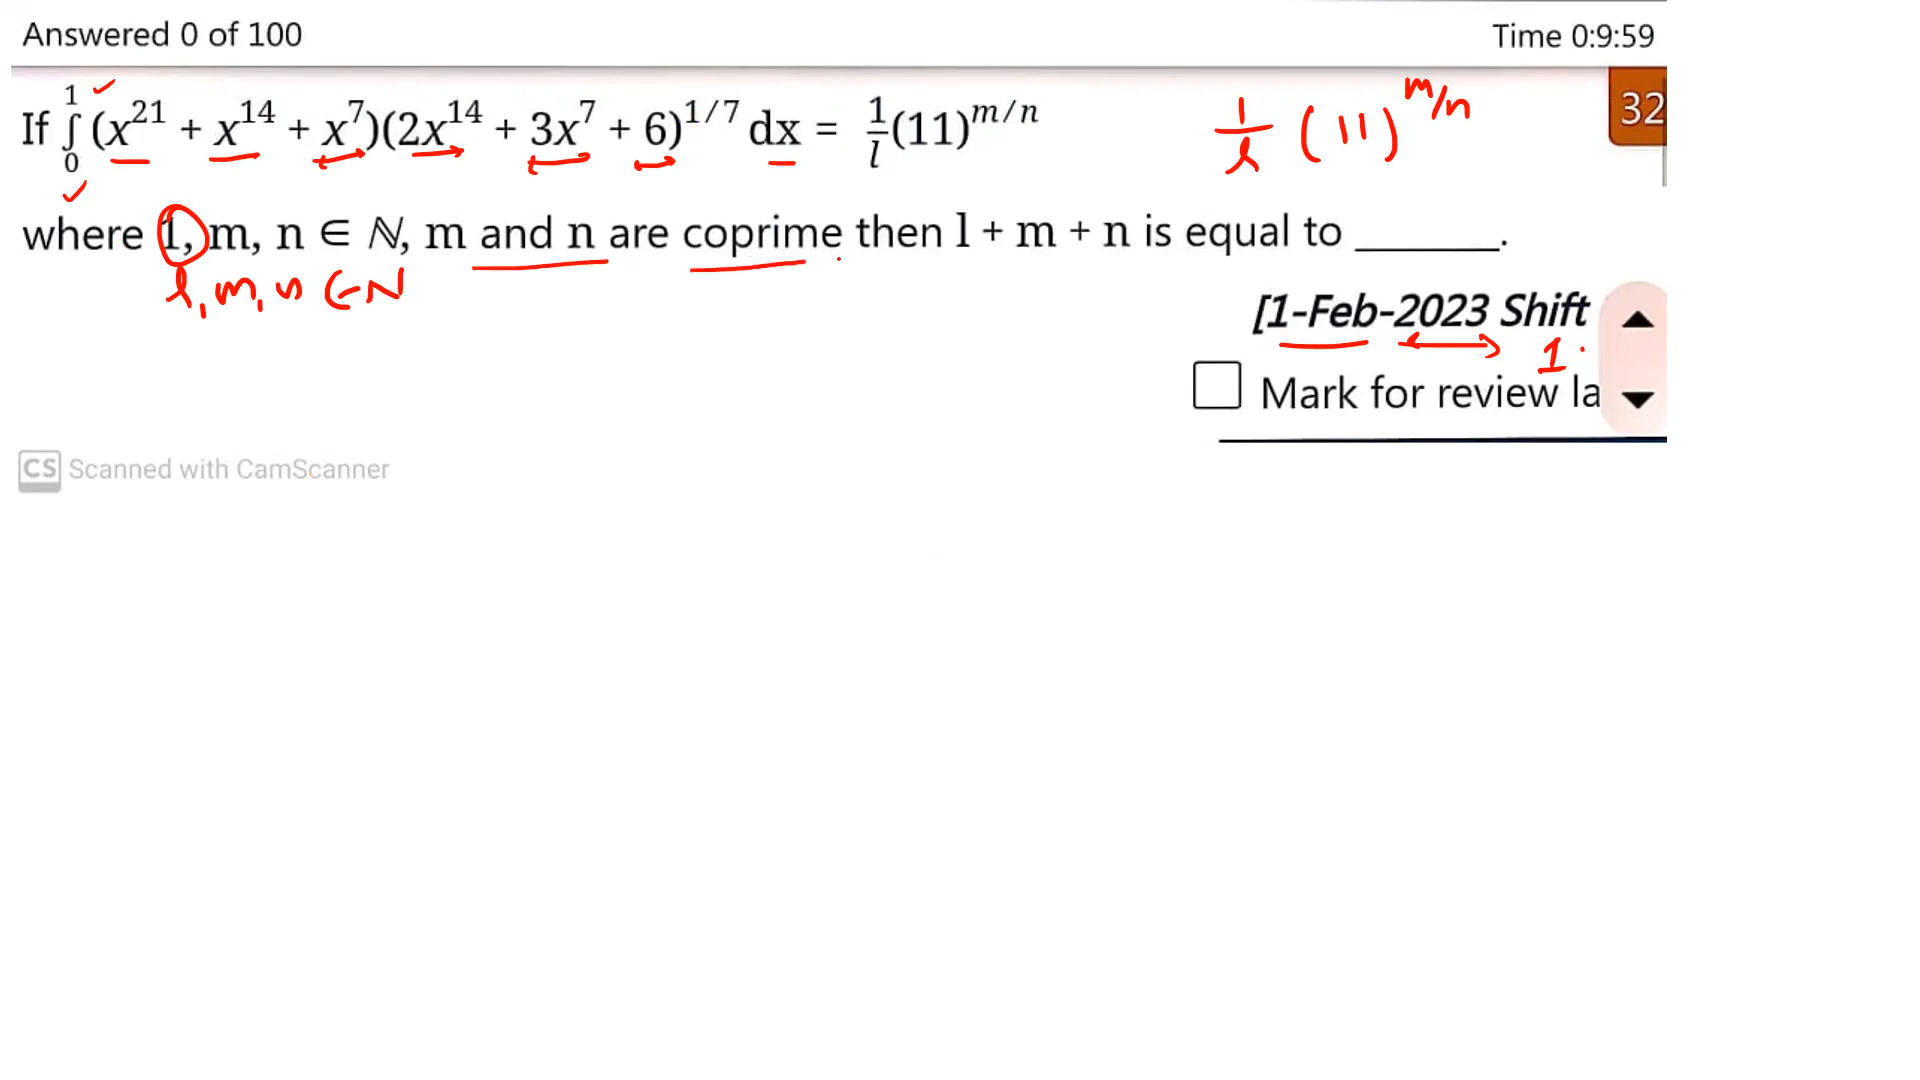 Answered 0 of 100 Time 0:9:59
If ∫₀¹ (x²¹ + x¹⁴ + x⁷)(2x¹⁴ + 3x⁷ + 6)^{1/7} dx = 1/l (11)^{m/n} 1/l (11)^{m/n} 32
where l, m, n ∈ ℕ, m and n are coprime then l + m + n is equal to ______.
l, m, n ∈ N
[1-Feb-2023 Shift
1
Mark for review la
CS Scanned with CamScanner